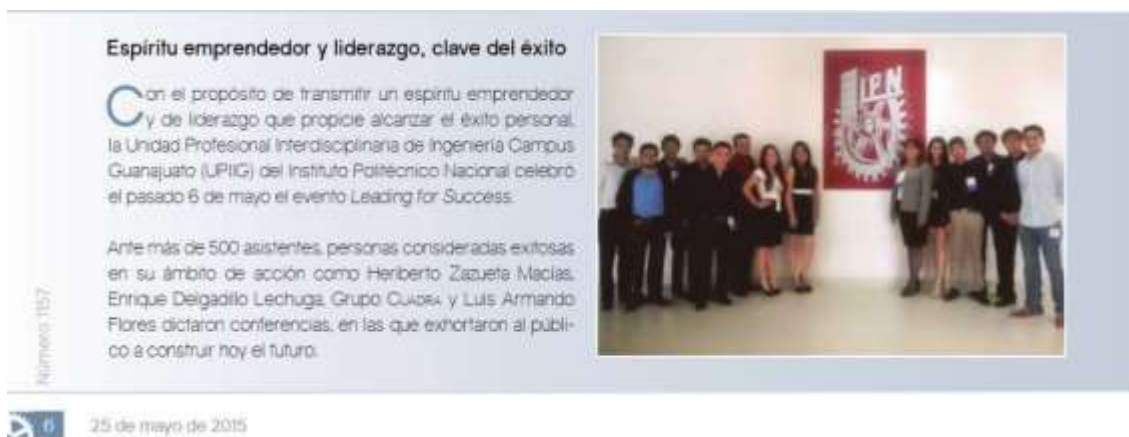 Espíritu emprendedor y liderazgo, clave del éxito
Con el propósito de transmitir un espíritu emprendedor
y de liderazgo que propicie alcanzar el éxito personal,
la Unidad Profesional Interdisciplinaria de Ingeniería Campus
Guanajuato (UPIIG) del Instituto Politécnico Nacional celebró
el pasado 6 de mayo el evento Leading for Success.
Ante más de 500 asistentes, personas consideradas exitosas
en su ámbito de acción como Heriberto Zazueta Macías,
Enrique Delgadillo Lechuga, Grupo CUADRA y Luis Armando
Flores dictaron conferencias, en las que exhortaron al públi-
co a construir hoy el futuro.
I.P.N
Número 1157
6 25 de mayo de 2015